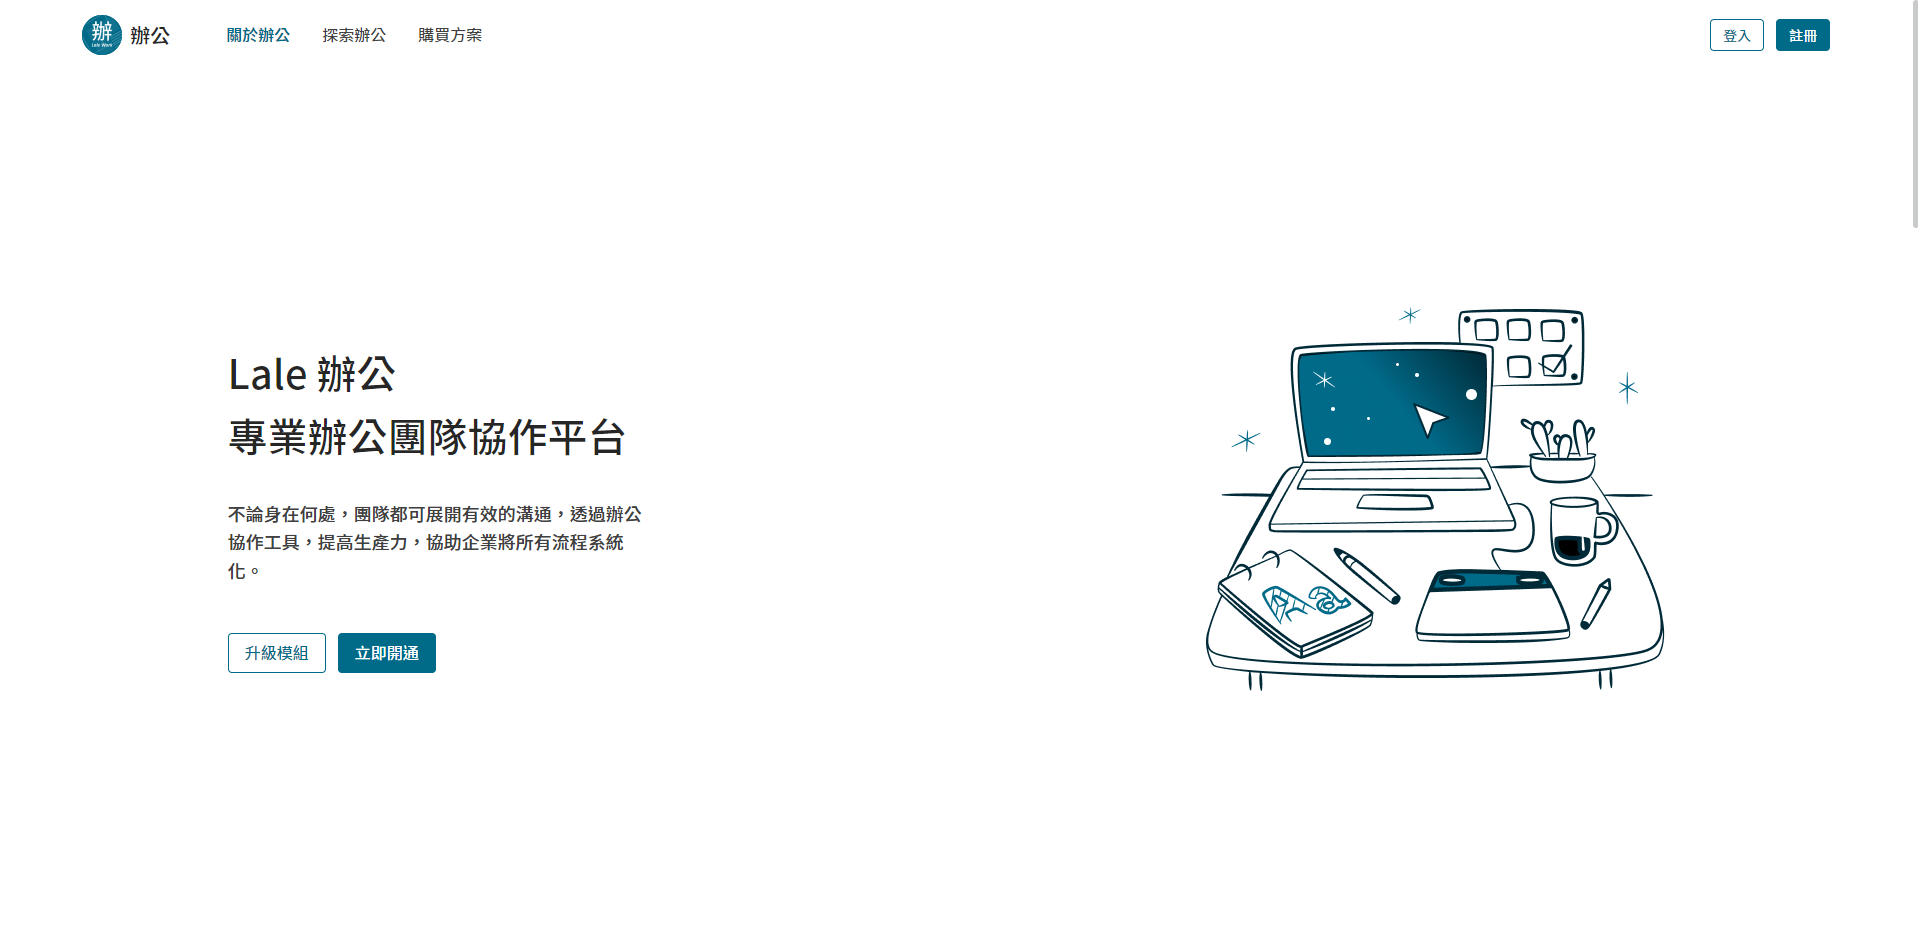 辦
Lale Work
辦公
關於辦公
探索辦公
購買方案
登入
註冊
Lale 辦公
專業辦公團隊協作平台
不論身在何處，團隊都可展開有效的溝通，透過辦公
協作工具，提高生產力，協助企業將所有流程系統
化。
升級模組
立即開通